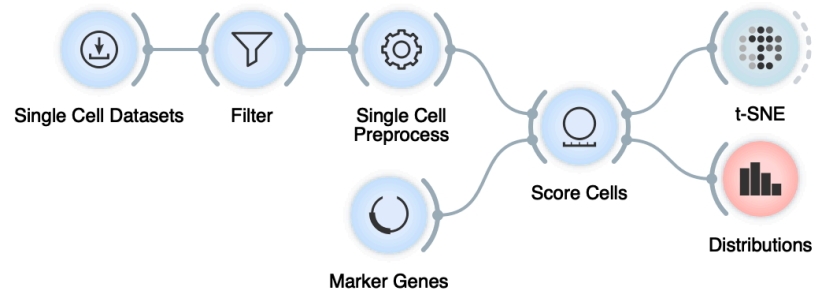 Single Cell Datasets
Filter
Single Cell
Preprocess
t-SNE
Score Cells
Distributions
Marker Genes